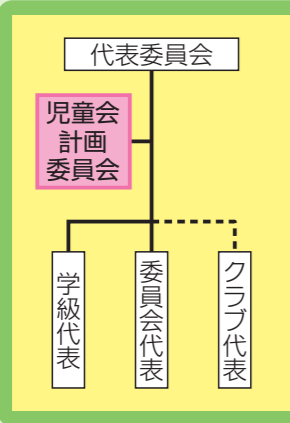 代表委員会
児童会
計画
委員会
学級代表
委員会代表
クラブ代表